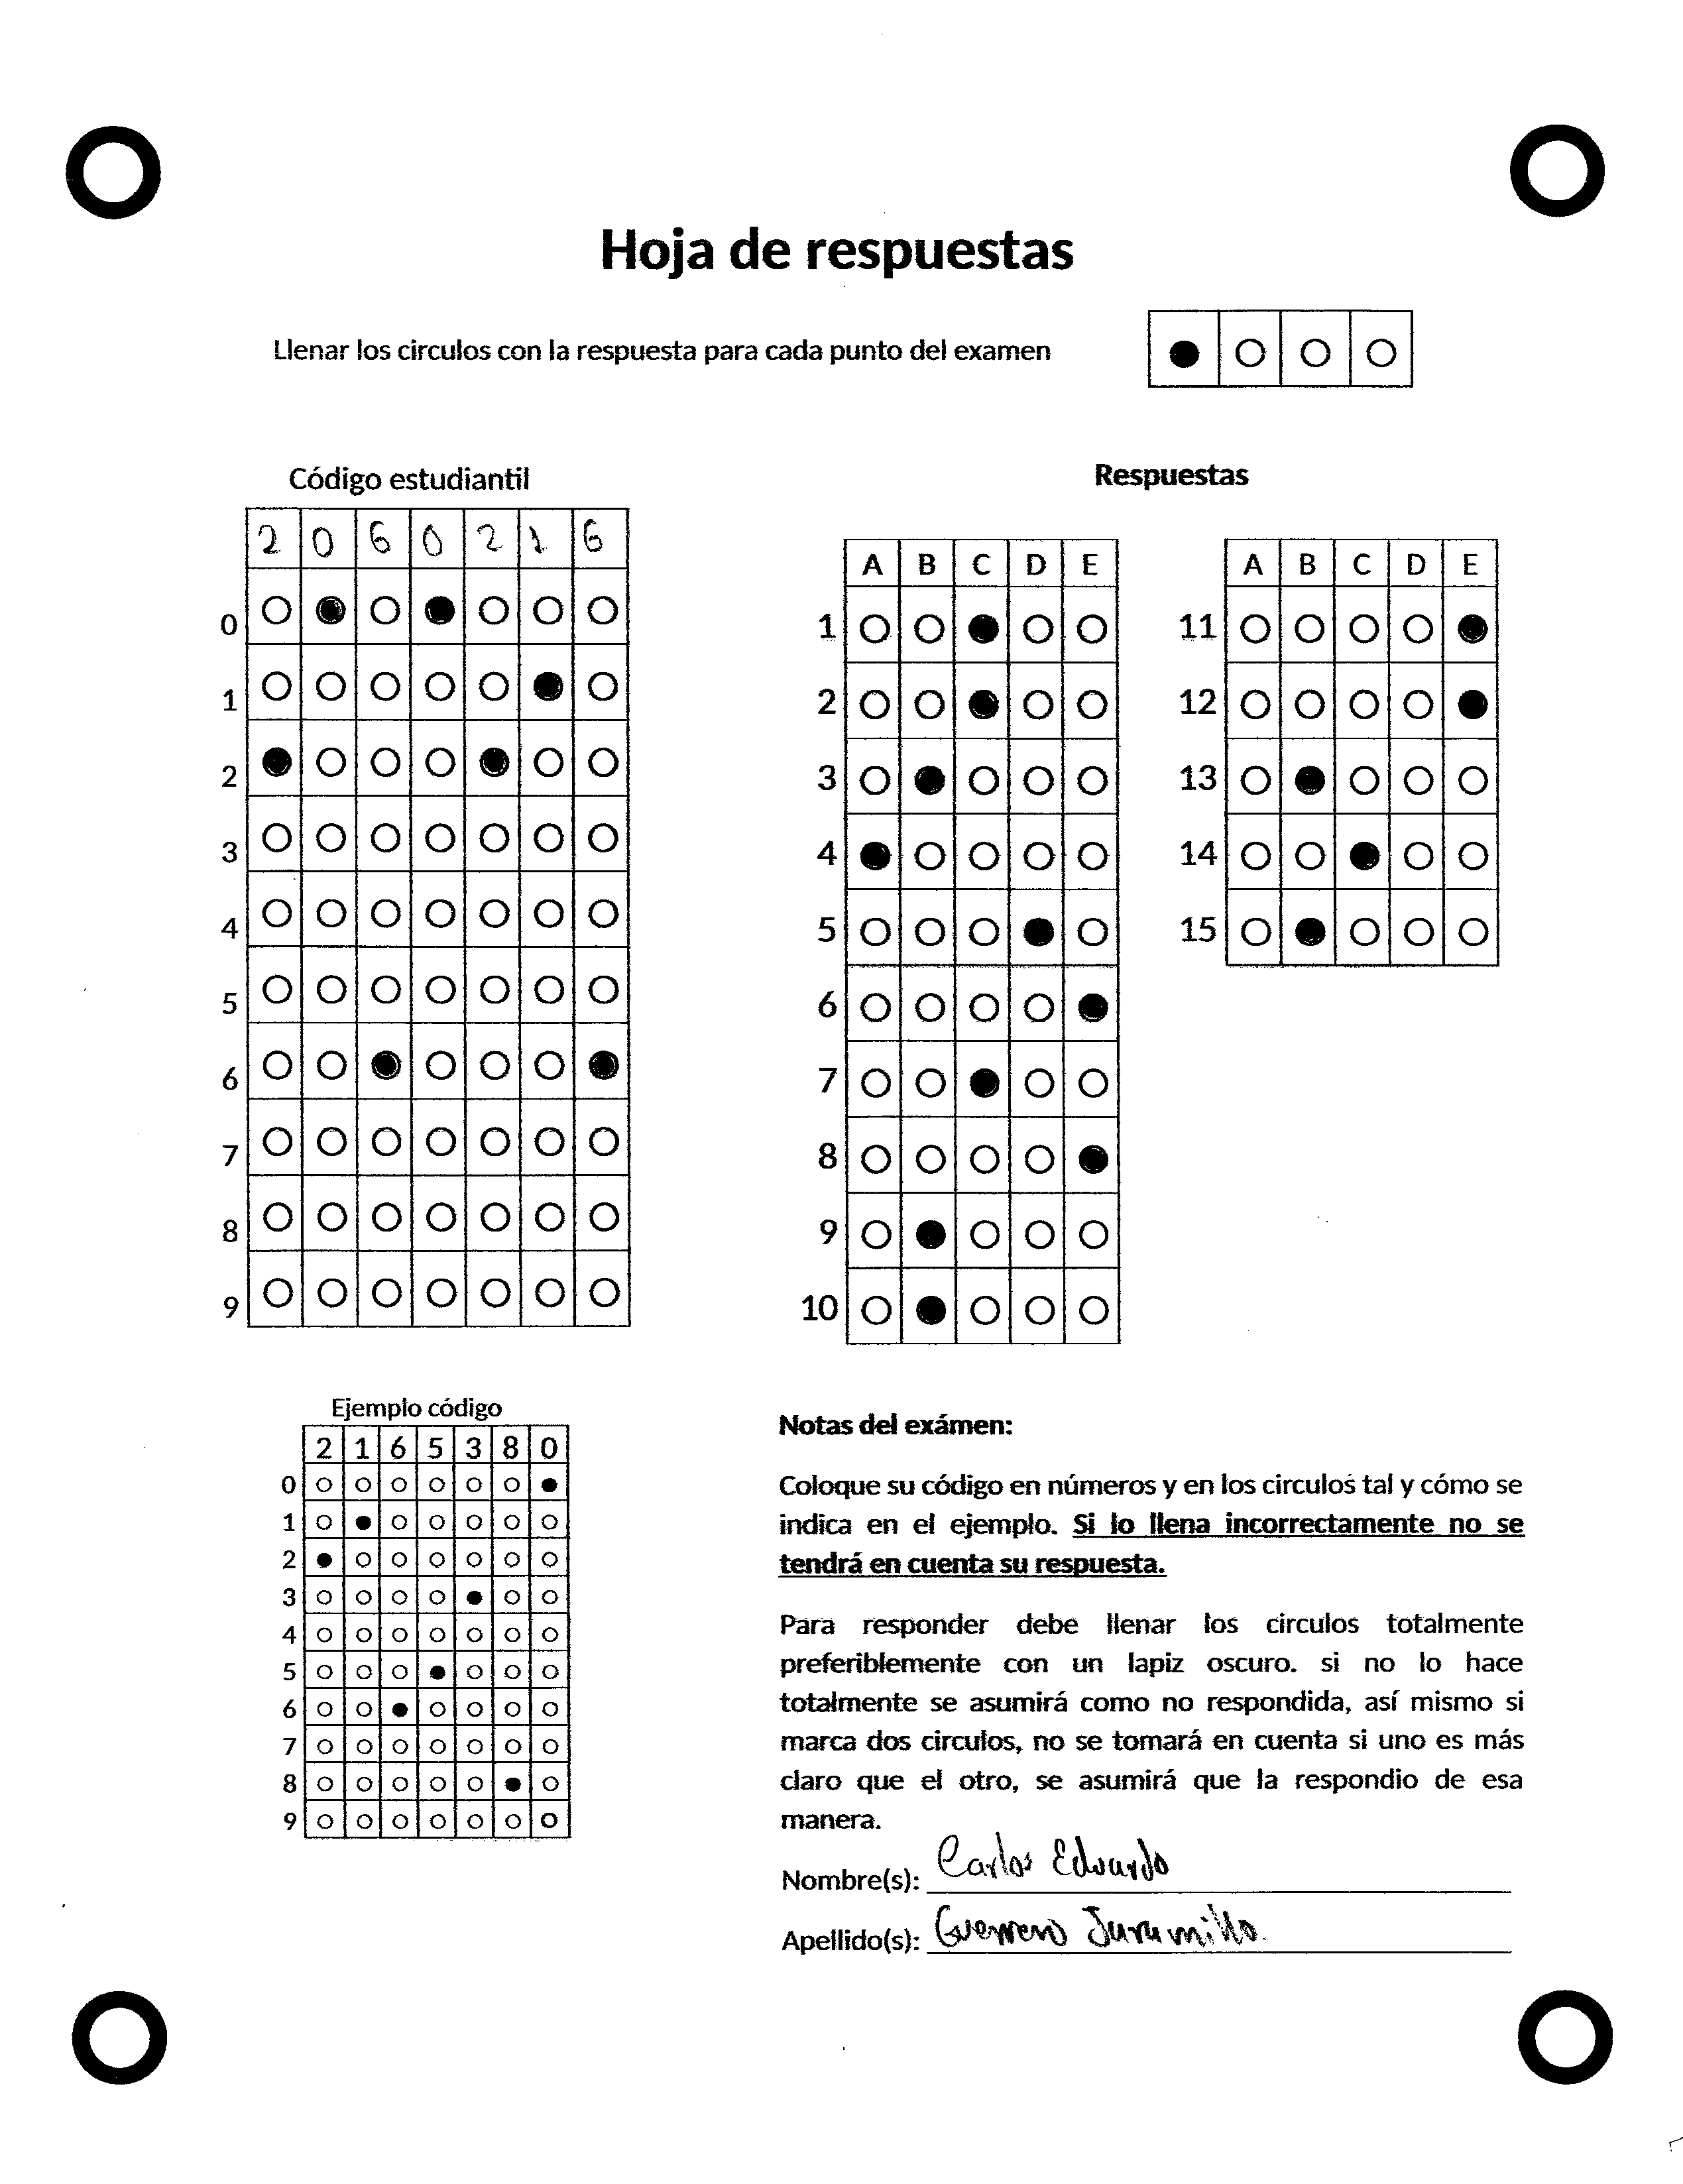 Hoja de respuestas
Llenar los circulos con la respuesta para cada punto del examen
Código estudiantil
2 0 6 0 2 1 6
0
1
2
3
4
5
6
7
8
9
Respuestas
A B C D E
1
2
3
4
5
6
7
8
9
10
A B C D E
11
12
13
14
15
Ejemplo código
2 1 6 5 3 8 0
0
1
2
3
4
5
6
7
8
9
Notas del exámen:
Coloque su código en números y en los circulos tal y cómo se
indica en el ejemplo. Si lo llena incorrectamente no se
tendrá en cuenta su respuesta.
Para responder debe llenar los circulos totalmente
preferiblemente con un lapiz oscuro. si no lo hace
totalmente se asumirá como no respondida, así mismo si
marca dos circulos, no se tomará en cuenta si uno es más
claro que el otro, se asumirá que la respondio de esa
manera.
Nombre(s): Carlos Eduardo
Apellido(s): Guerrero Jaramillo.